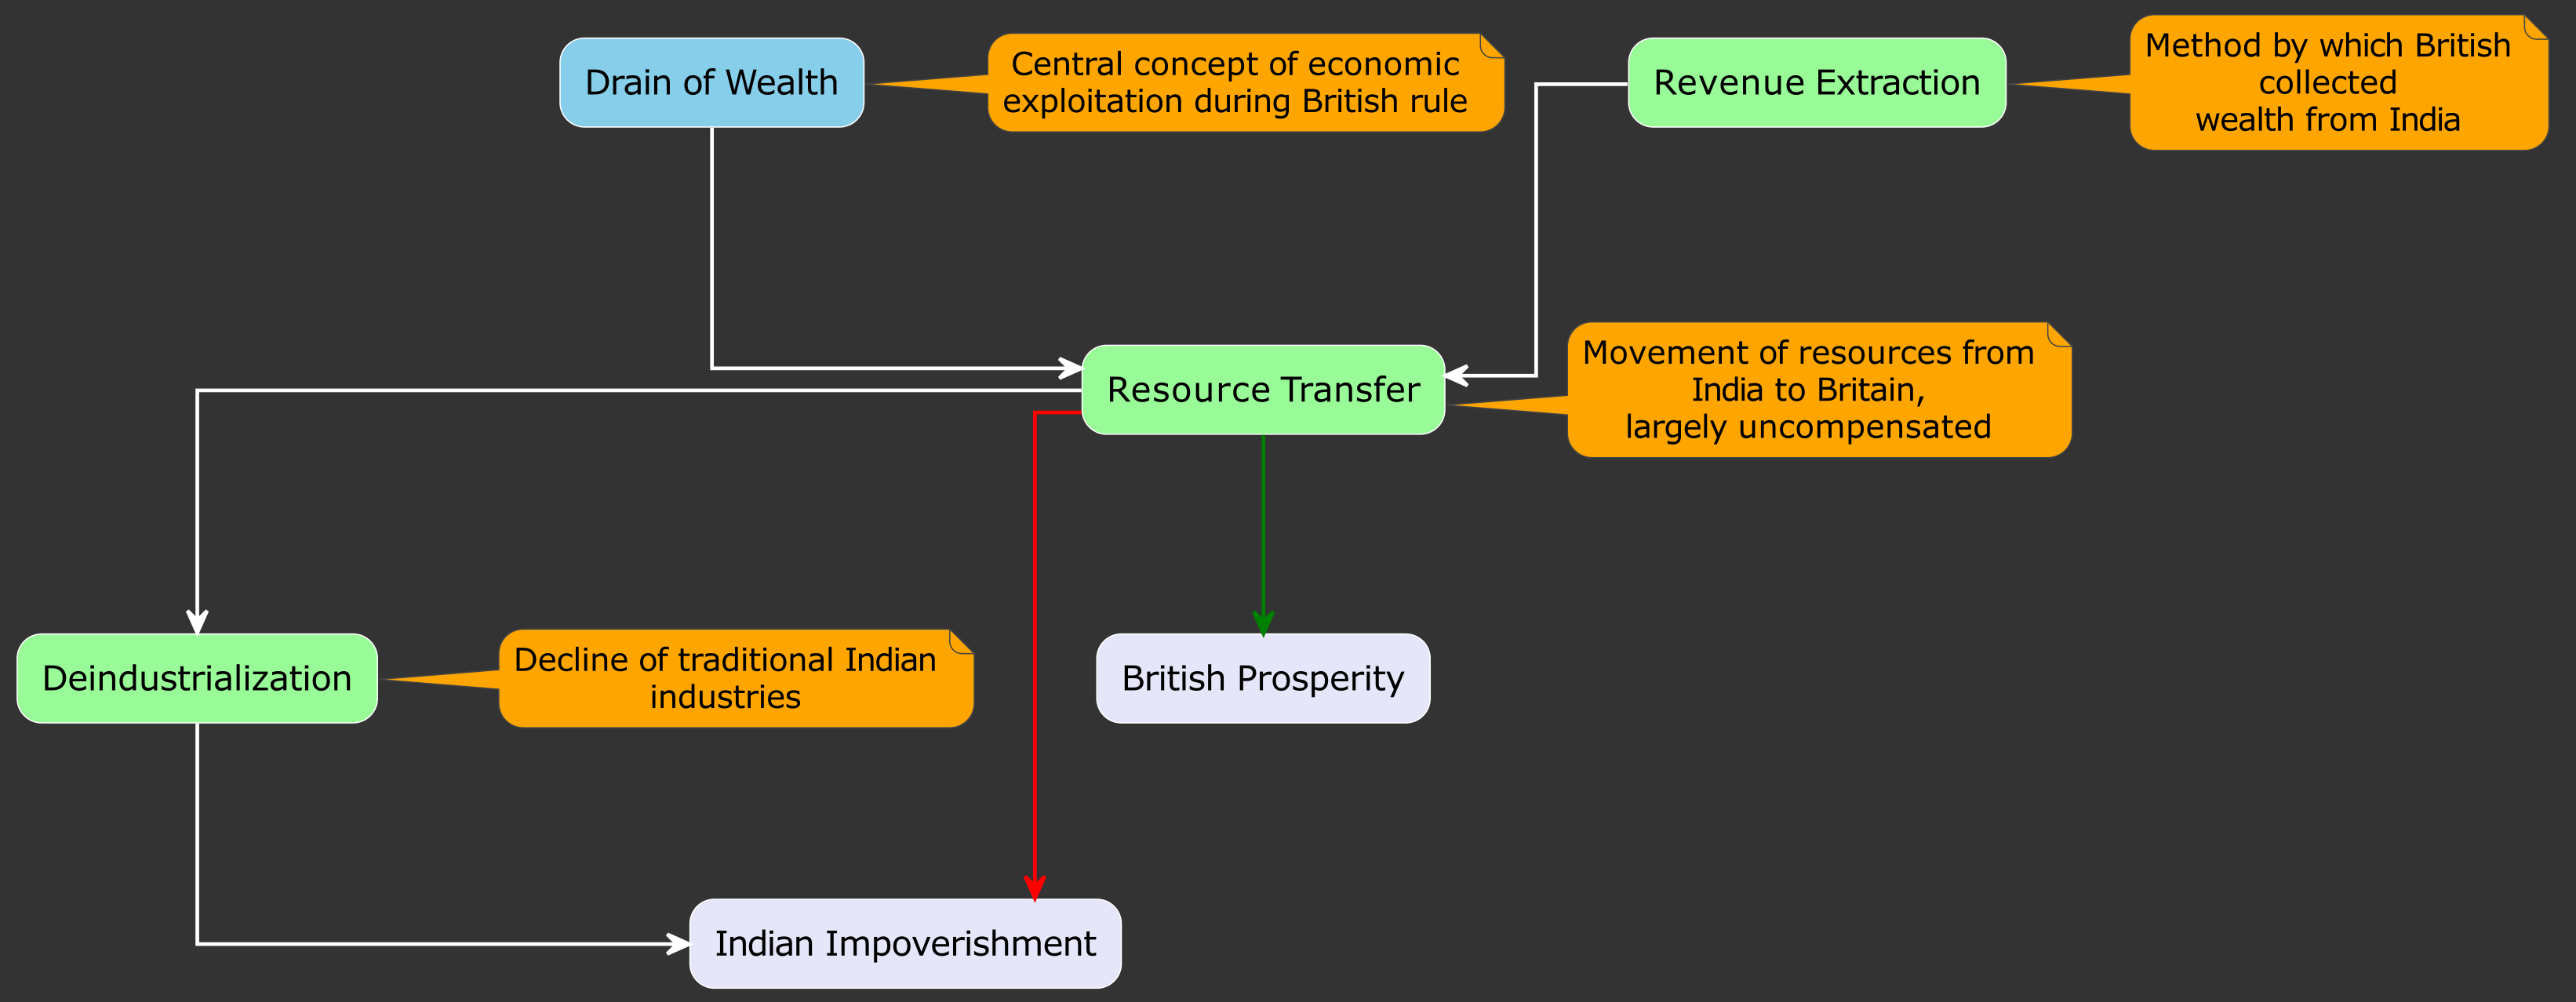 Drain of Wealth
Central concept of economic
exploitation during British rule
Revenue Extraction
Method by which British
collected
wealth from India
Resource Transfer
Movement of resources from
India to Britain,
largely uncompensated
Deindustrialization
Decline of traditional Indian
industries
British Prosperity
Indian Impoverishment